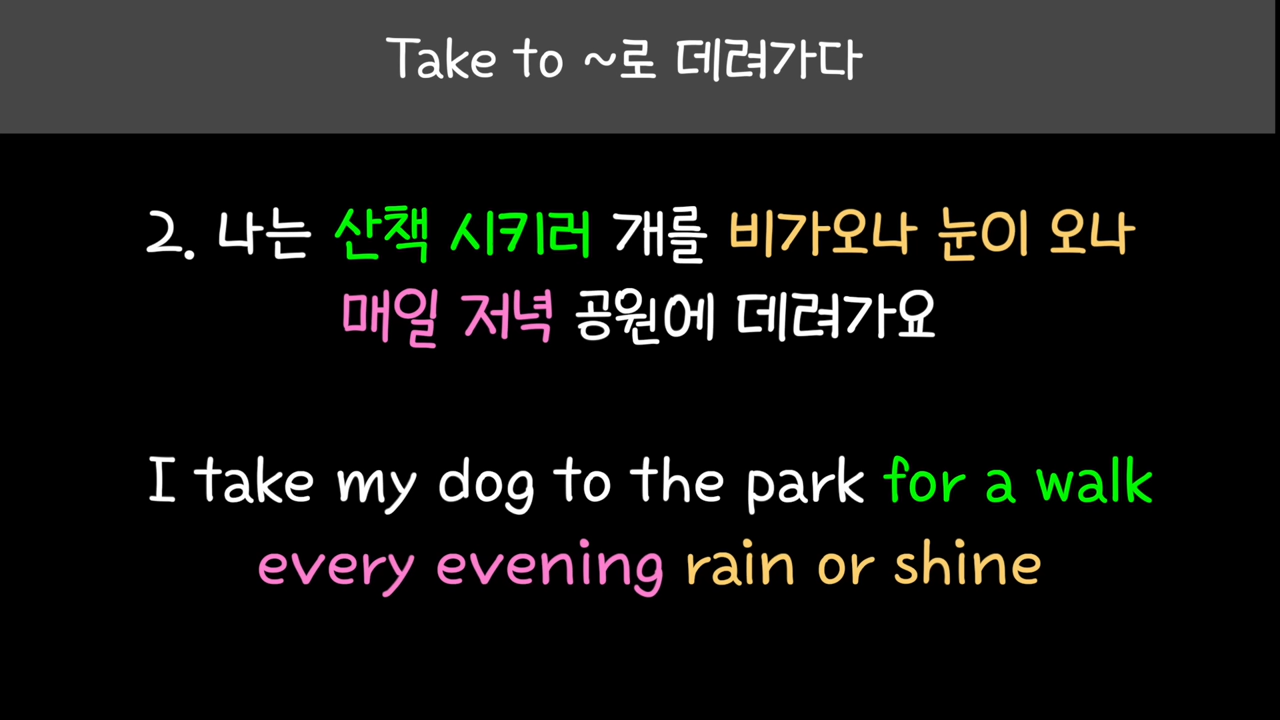 Take to ~로 데려가다
2. 나는 산책 시키러 개를 비가오나 눈이 오나
매일 저녁 공원에 데려가요
I take my dog to the park for a walk
every evening rain or shine